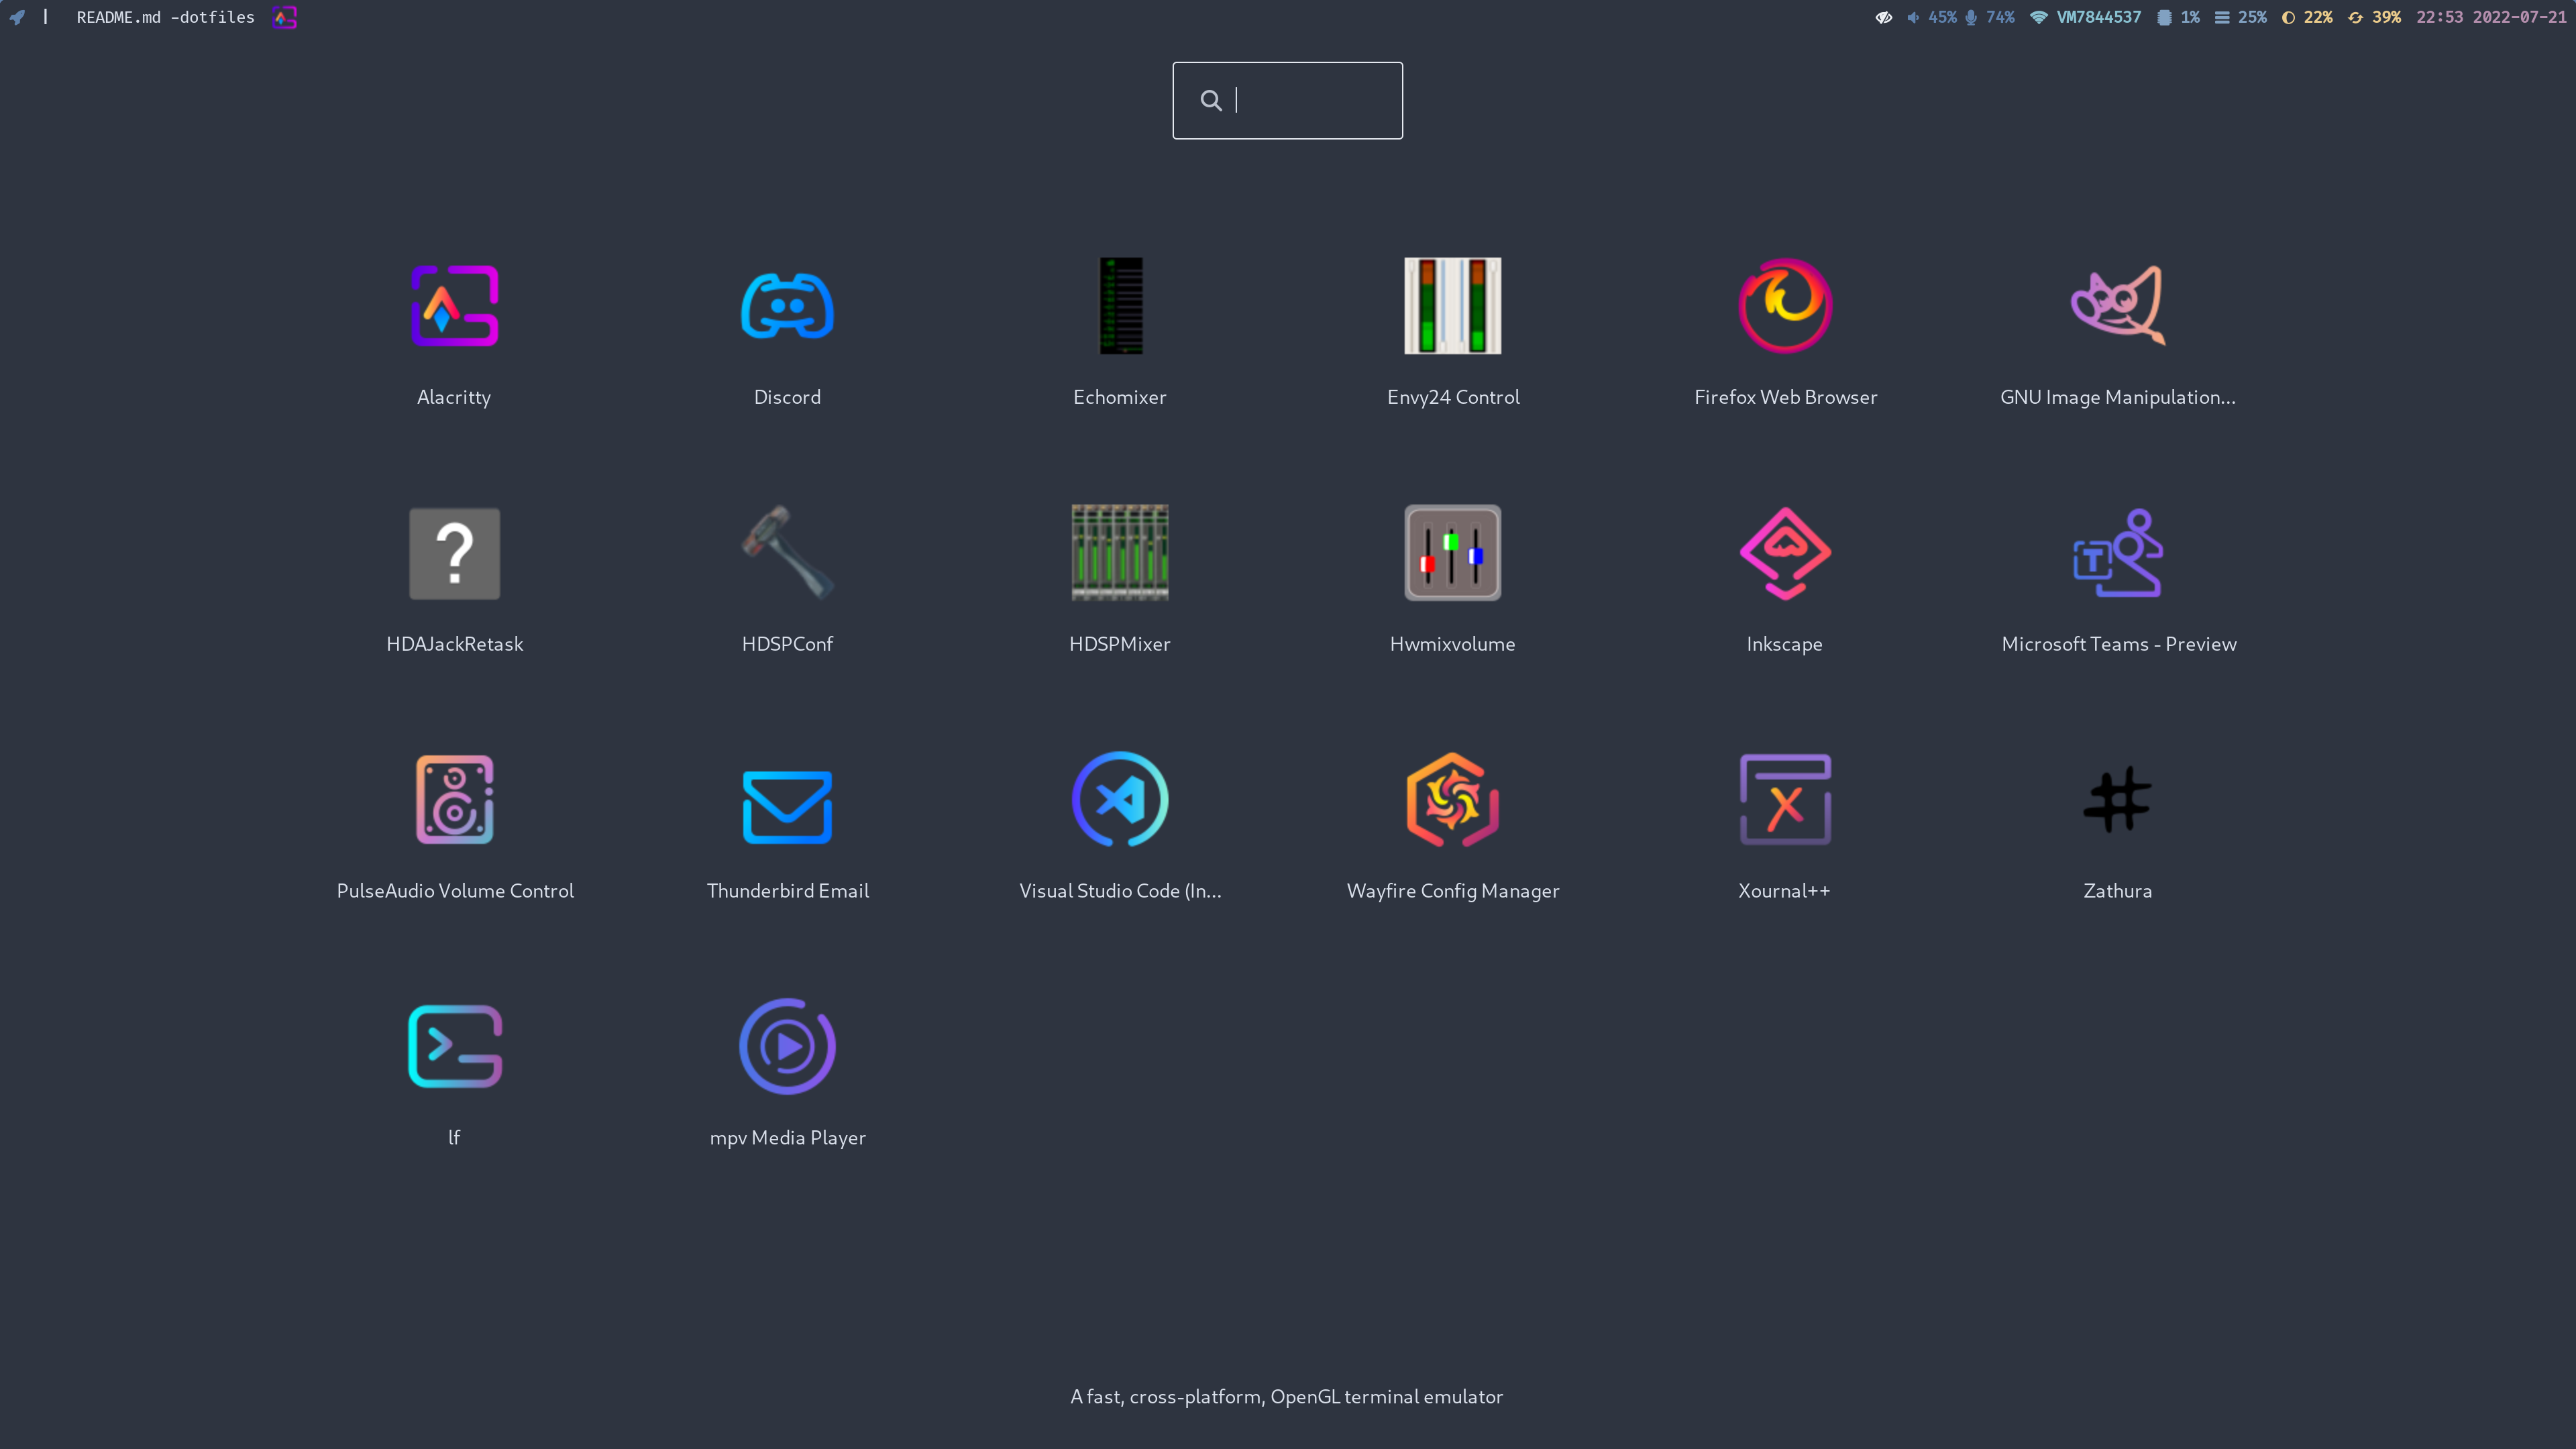 README.md -dotfiles 45% 74% VM7844537 1% 25% 22% 39% 22:53 2022-07-21
Alacritty Discord Echomixer Envy24 Control Firefox Web Browser GNU Image Manipulation...
HDAJackRetask HDSPConf HDSPMixer Hwmixvolume Inkscape Microsoft Teams - Preview
PulseAudio Volume Control Thunderbird Email Visual Studio Code (In... Wayfire Config Manager Xournal++ Zathura
lf mpv Media Player
A fast, cross-platform, OpenGL terminal emulator